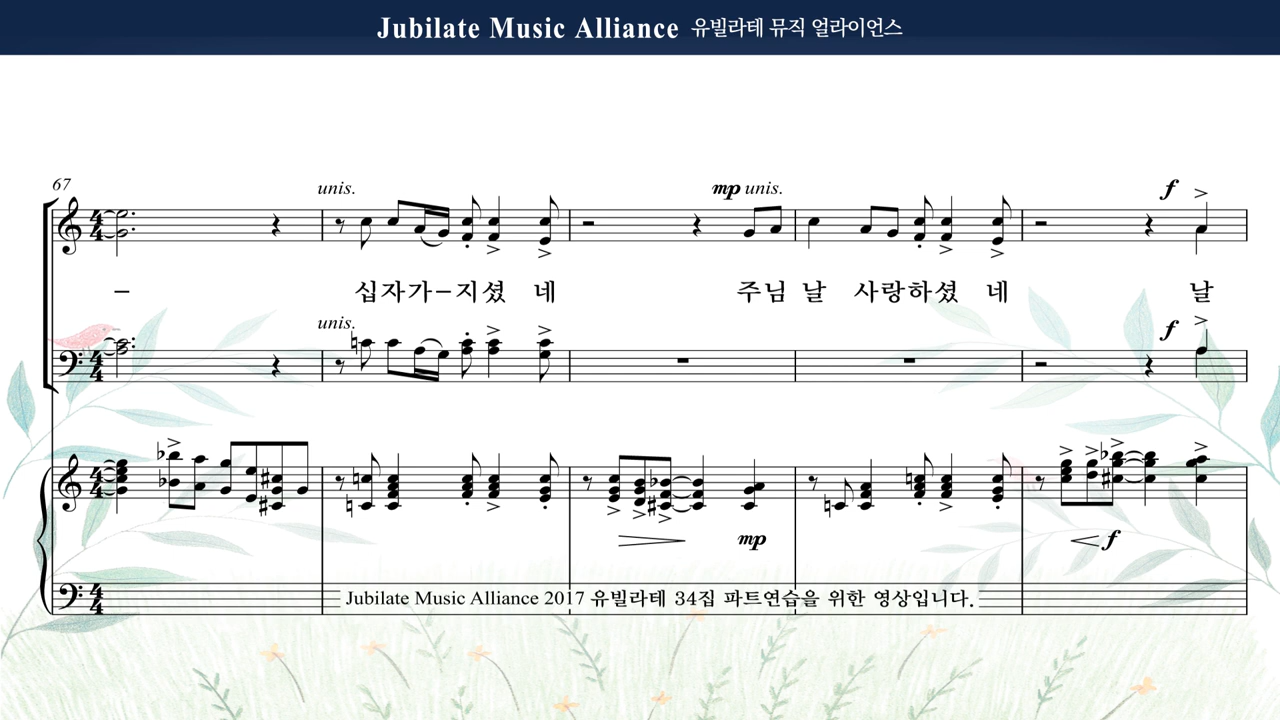 Jubilate Music Alliance 유빌라테 뮤직 얼라이언스
67
unis.
mp unis.
f
십자가-지셨 네 주님 날 사랑하셨 네 날
unis.
f
mp
f
Jubilate Music Alliance 2017 유빌라테 34집 파트연습을 위한 영상입니다.